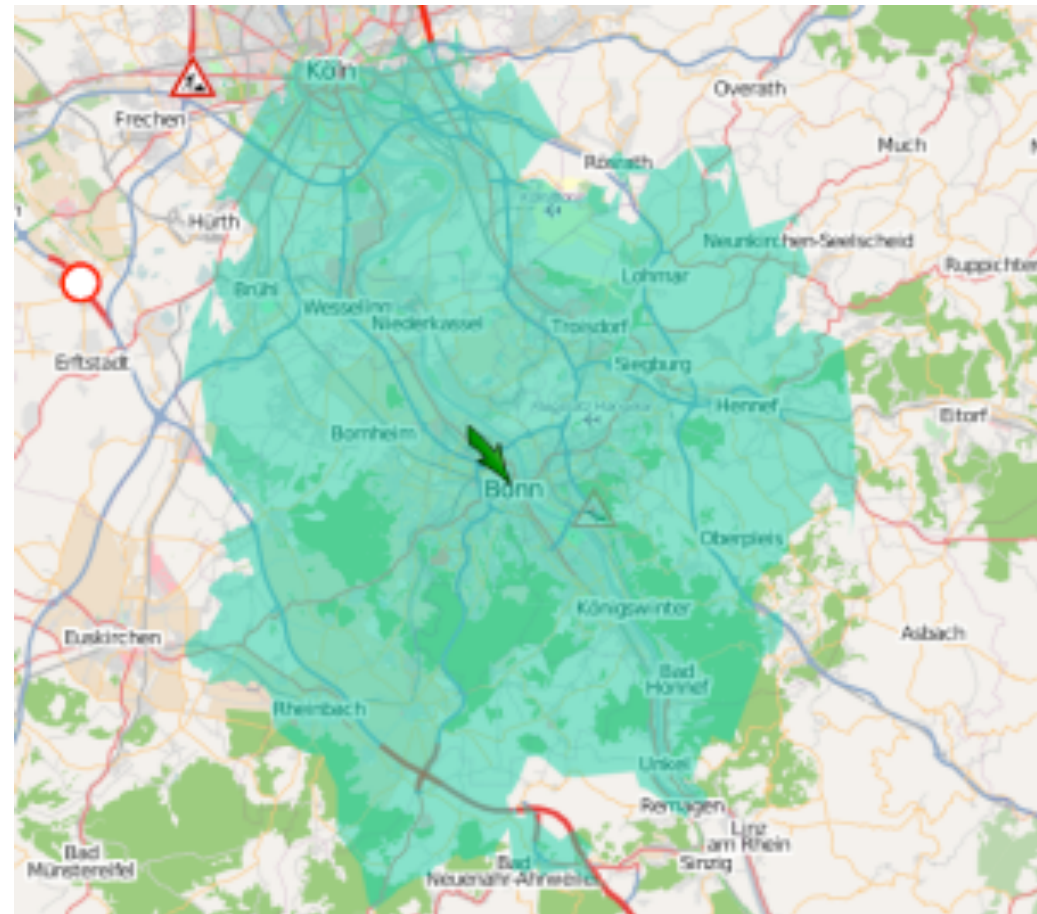 Köln
Overath
Frechen
Much
Rösrath
Hürth
Neunkirchen-Seelscheid
Ruppichter
Lohmar
Brühl
Niederkassel
Troisdorf
Erftstadt
Siegburg
Hennef
Eitorf
Bornheim
Bonn
Oberpleis
Königswinter
Euskirchen
Asbach
Bad
Honnef
Rheinbach
Unkel
Remagen
Linz
am Rhein
Sinzig
Bad
Münstereifel
Bad
Neuenahr-Ahrweiler